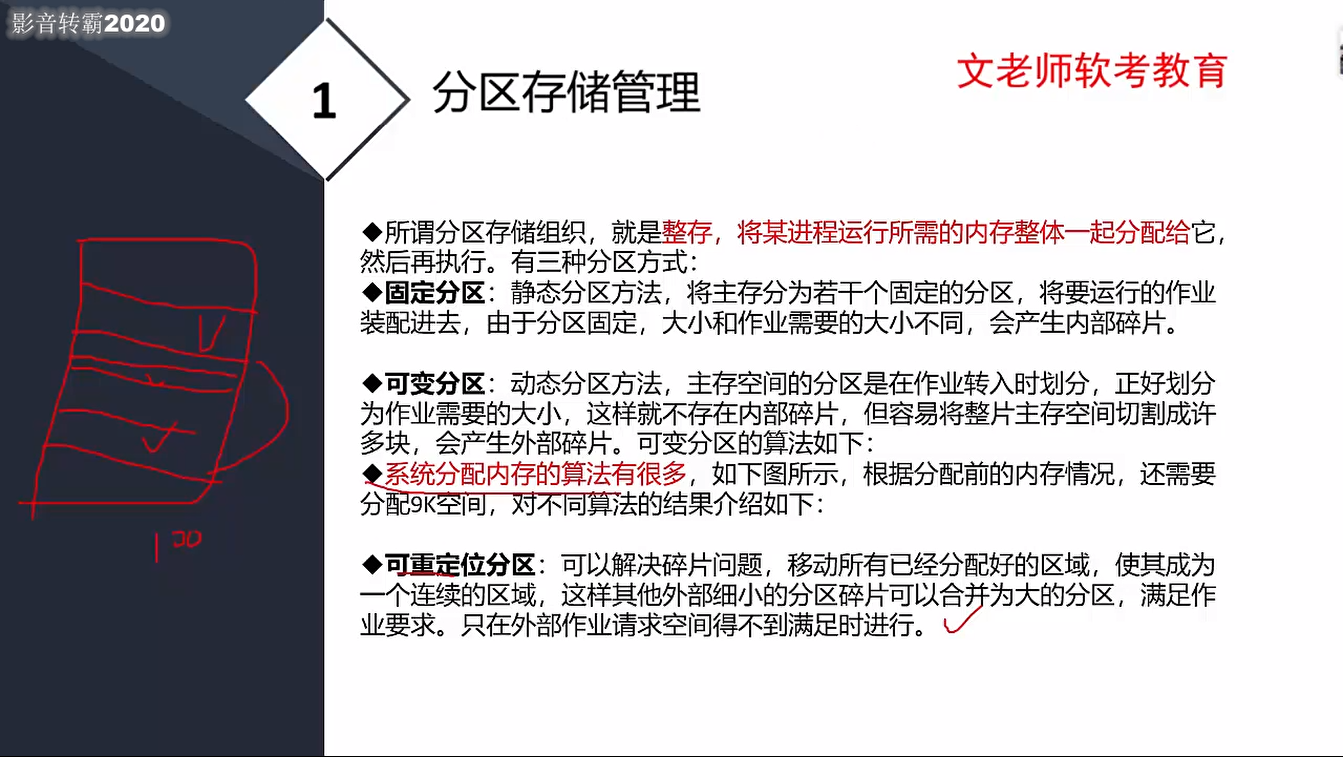 影音转霸2020
1
分区存储管理
文老师软考教育
◆所谓分区存储组织，就是整存，将某进程运行所需的内存整体一起分配给它，
然后再执行。有三种分区方式：
◆固定分区：静态分区方法，将主存分为若干个固定的分区，将要运行的作业
装配进去，由于分区固定，大小和作业需要的大小不同，会产生内部碎片。
◆可变分区：动态分区方法，主存空间的分区是在作业转入时划分，正好划分
为作业需要的大小，这样就不存在内部碎片，但容易将整片主存空间切割成许
多块，会产生外部碎片。可变分区的算法如下：
◆系统分配内存的算法有很多，如下图所示，根据分配前的内存情况，还需要
分配9K空间，对不同算法的结果介绍如下：
◆可重定位分区：可以解决碎片问题，移动所有已经分配好的区域，使其成为
一个连续的区域，这样其他外部细小的分区碎片可以合并为大的分区，满足作
业要求。只在外部作业请求空间得不到满足时进行。
100